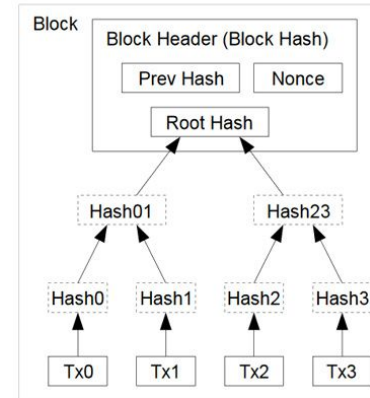 Block
Block Header (Block Hash)
Prev Hash Nonce
Root Hash
Hash01 Hash23
Hash0 Hash1 Hash2 Hash3
Tx0 Tx1 Tx2 Tx3